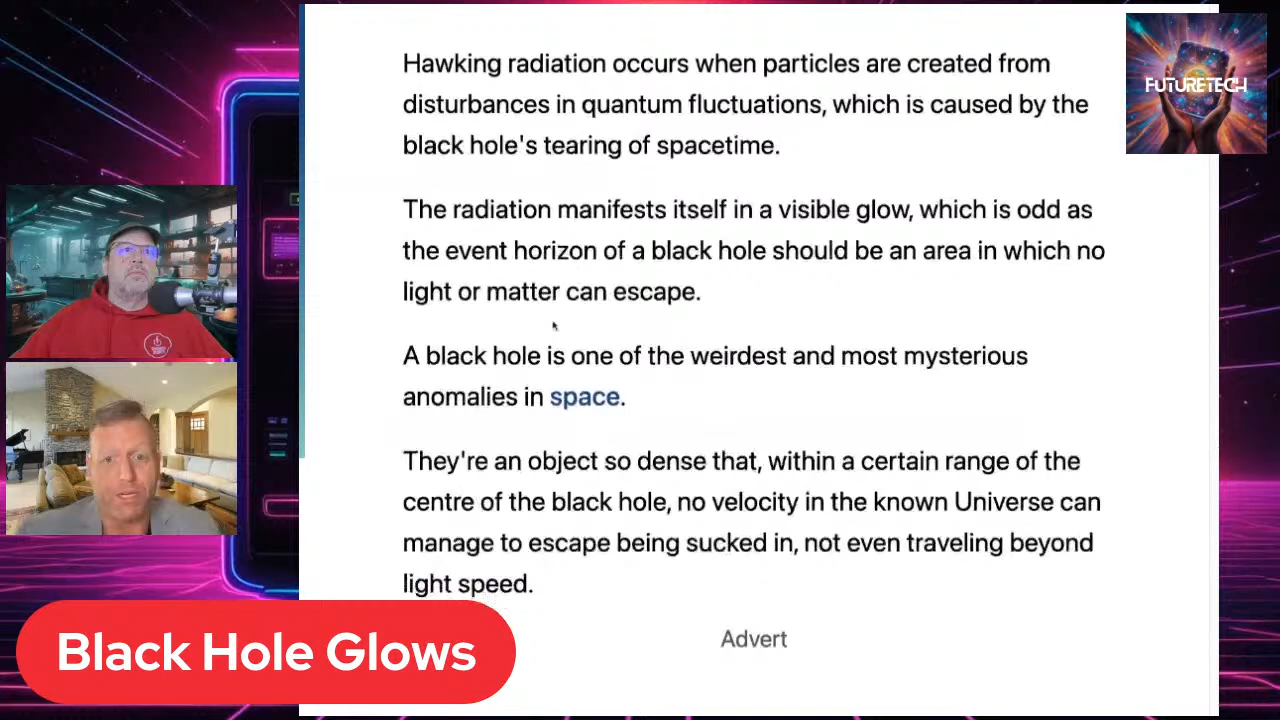 Hawking radiation occurs when particles are created from
disturbances in quantum fluctuations, which is caused by the
black hole's tearing of spacetime.
The radiation manifests itself in a visible glow, which is odd as
the event horizon of a black hole should be an area in which no
light or matter can escape.
A black hole is one of the weirdest and most mysterious
anomalies in space.
They're an object so dense that, within a certain range of the
centre of the black hole, no velocity in the known Universe can
manage to escape being sucked in, not even traveling beyond
light speed.
Advert
FUTURETECH
Black Hole Glows